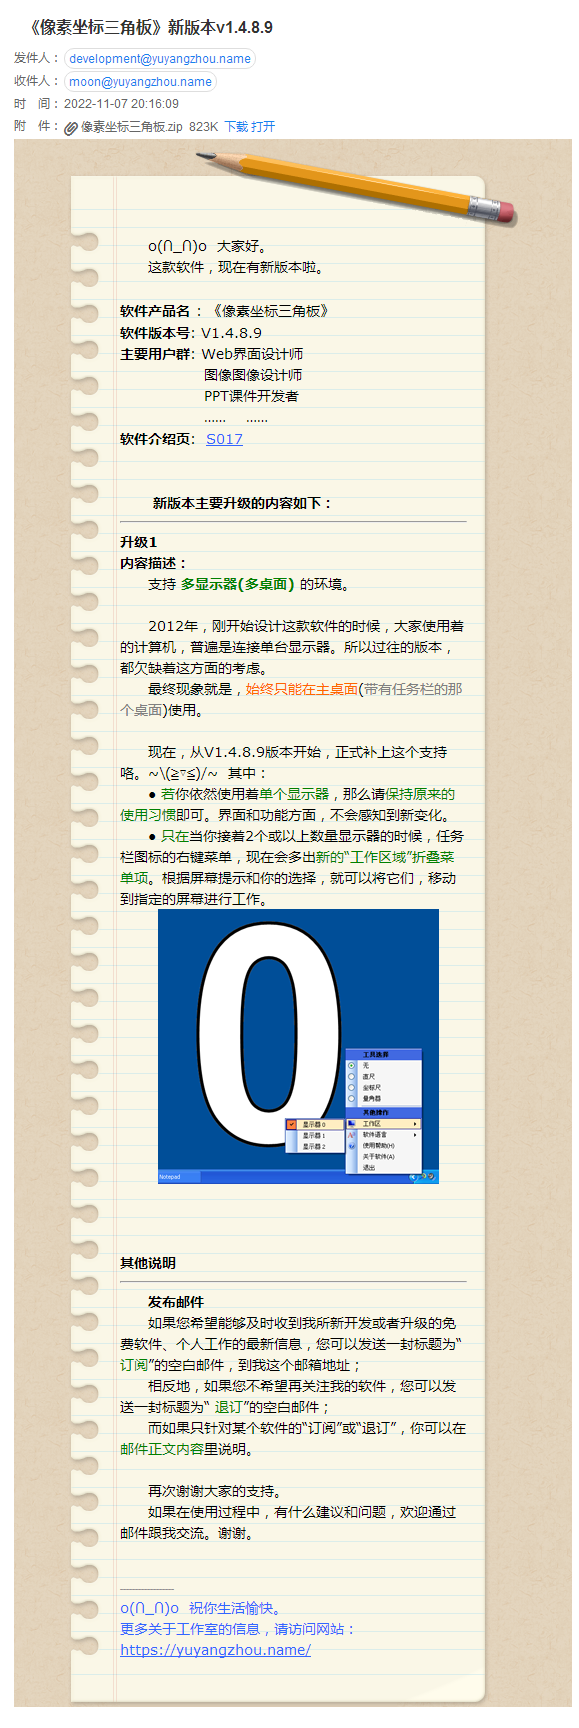 《像素坐标三角板》新版本v1.4.8.9
发件人： development@yuyangzhou.name
收件人： moon@yuyangzhou.name
时 间：2022-11-07 20:16:09
附 件： 像素坐标三角板.zip 823K 下载 打开
o(∩_∩)o 大家好。
这款软件，现在有新版本啦。
软件产品名 ：《像素坐标三角板》
软件版本号：V1.4.8.9
主要用户群：Web界面设计师
图像图像设计师
PPT课件开发者
…… ……
软件介绍页： S017
新版本主要升级的内容如下：
升级1
内容描述：
支持 多显示器(多桌面) 的环境。
2012年，刚开始设计这款软件的时候，大家使用着
的计算机，普遍是连接单台显示器。所以过往的版本，
都欠缺着这方面的考虑。
最终现象就是，始终只能在主桌面(带有任务栏的那
个桌面)使用。
现在，从V1.4.8.9版本开始，正式补上这个支持
咯。~\(≧▽≦)/~ 其中：
● 若你依然使用着单个显示器，那么请保持原来的
使用习惯即可。界面和功能方面，不会感知到新变化。
● 只在当你接着2个或以上数量显示器的时候，任务
栏图标的右键菜单，现在会多出新的“工作区域”折叠菜
单项。根据屏幕提示和你的选择，就可以将它们，移动
到指定的屏幕进行工作。
0
工具选择
无
直尺
坐标尺
量角器
其他操作
显示器 0 工作区
显示器 1 软件语言
显示器 2 使用帮助(H)
关于软件(A)
退出
Notepad
其他说明
发布邮件
如果您希望能够及时收到我所新开发或者升级的免
费软件、个人工作的最新信息，您可以发送一封标题为“
订阅”的空白邮件，到我这个邮箱地址；
相反地，如果您不希望再关注我的软件，您可以发
送一封标题为“ 退订”的空白邮件；
而如果只针对某个软件的“订阅”或“退订”，你可以在
邮件正文内容里说明。
再次谢谢大家的支持。
如果在使用过程中，有什么建议和问题，欢迎通过
邮件跟我交流。谢谢。
o(∩_∩)o 祝你生活愉快。
更多关于工作室的信息，请访问网站：
https://yuyangzhou.name/